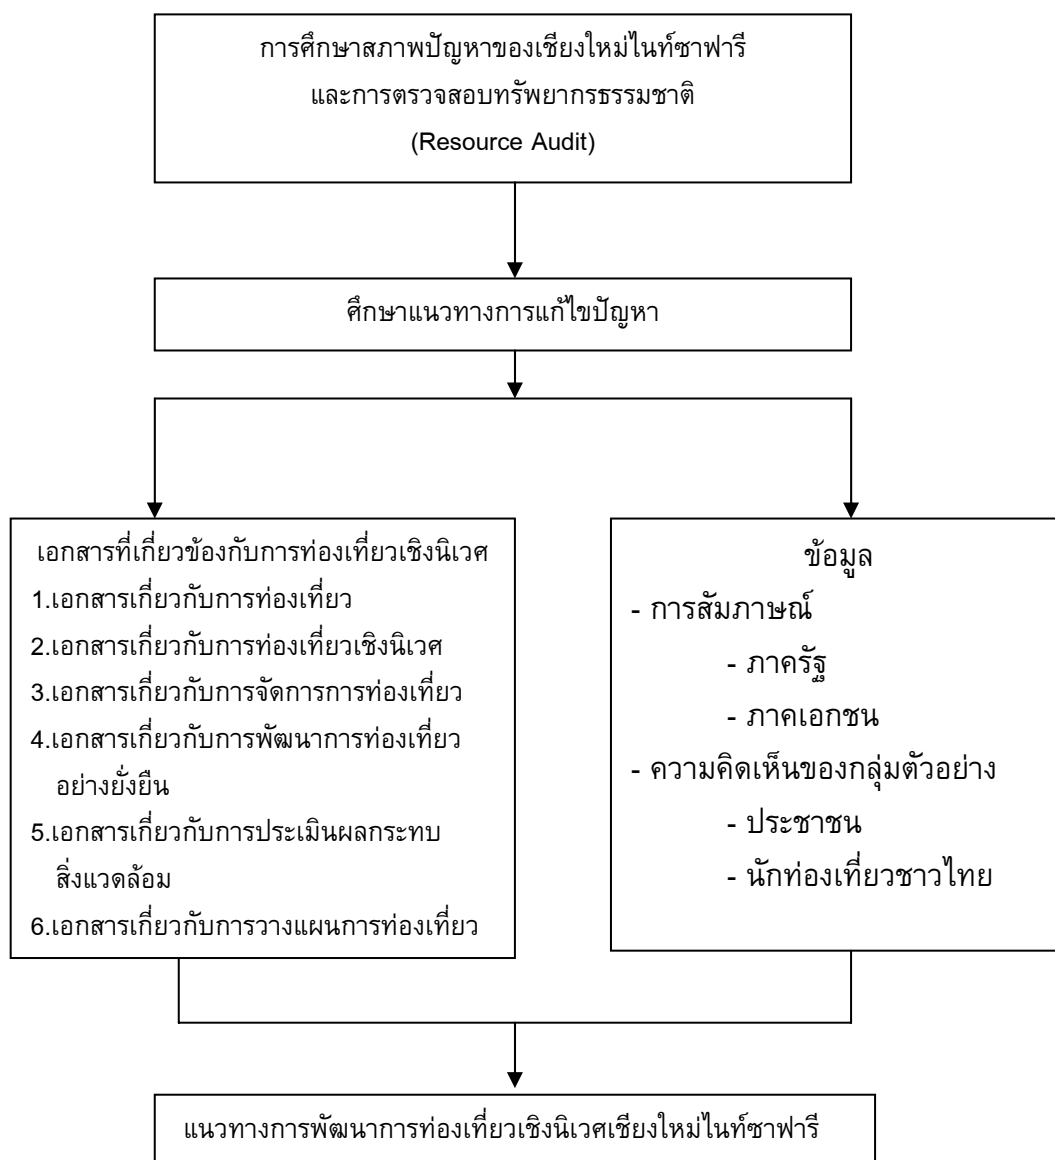 การศึกษาสภาพปัญหาของเชียงใหม่ไนท์ซาฟารี
และการตรวจสอบทรัพยากรธรรมชาติ
(Resource Audit)
ศึกษาแนวทางการแก้ไขปัญหา
เอกสารที่เกี่ยวข้องกับการท่องเที่ยวเชิงนิเวศ
1.เอกสารเกี่ยวกับการท่องเที่ยว
2.เอกสารเกี่ยวกับการท่องเที่ยวเชิงนิเวศ
3.เอกสารเกี่ยวกับการจัดการการท่องเที่ยว
4.เอกสารเกี่ยวกับการพัฒนาการท่องเที่ยว
อย่างยั่งยืน
5.เอกสารเกี่ยวกับการประเมินผลกระทบ
สิ่งแวดล้อม
6.เอกสารเกี่ยวกับการวางแผนการท่องเที่ยว
ข้อมูล
- การสัมภาษณ์
- ภาครัฐ
- ภาคเอกชน
- ความคิดเห็นของกลุ่มตัวอย่าง
- ประชาชน
- นักท่องเที่ยวชาวไทย
แนวทางการพัฒนาการท่องเที่ยวเชิงนิเวศเชียงใหม่ไนท์ซาฟารี